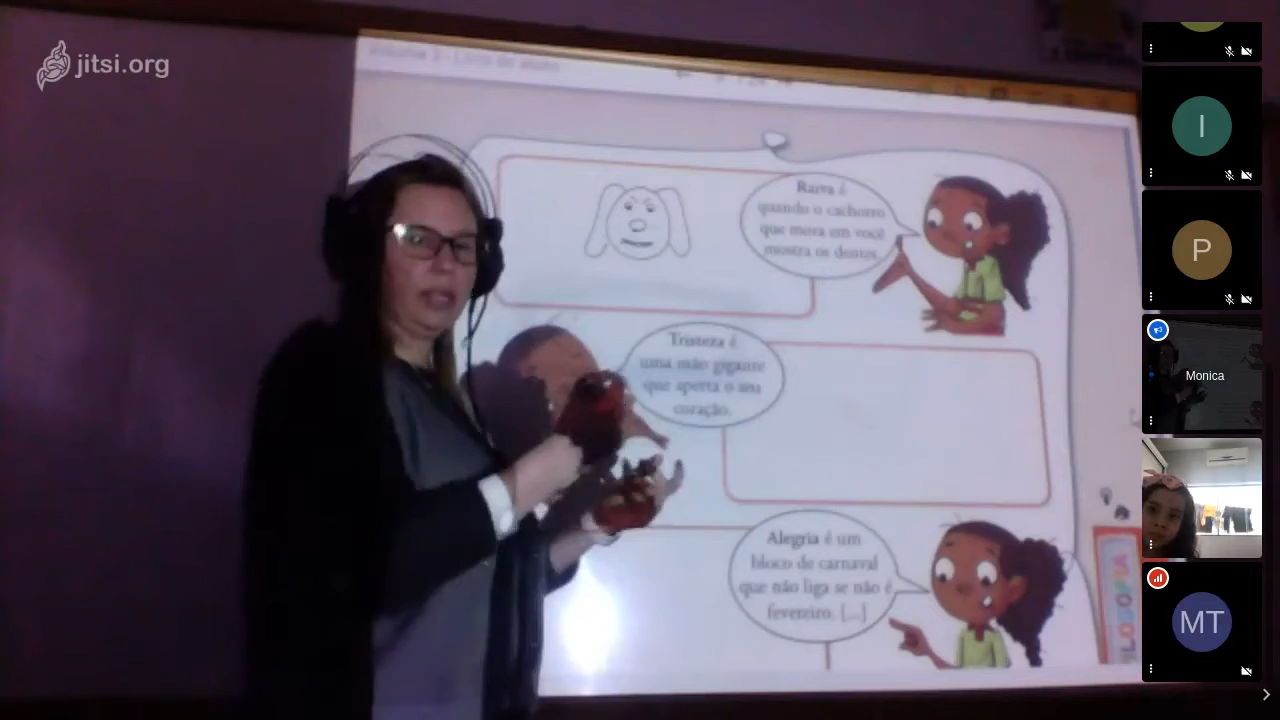 jitsi.org
Raiva é
quando o cachorro
que mora em você
mostra os dentes.
Tristeza é
uma mão gigante
que aperta o seu
coração.
Alegria é um
bloco de carnaval
que não liga se não é
fevereiro. [...]
FILOSOFIA
I
P
Monica
MT